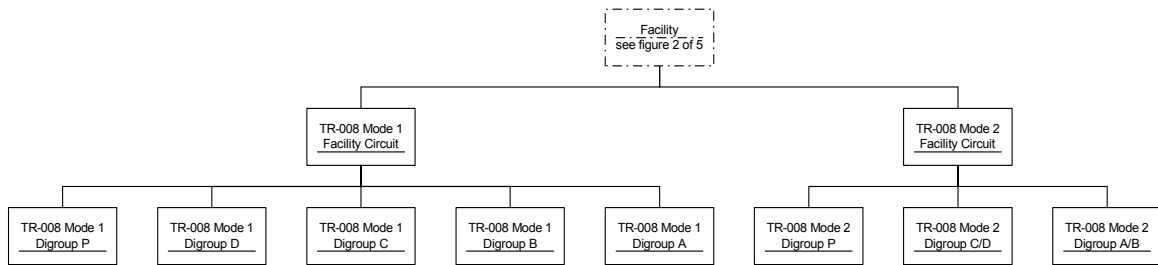 Facility
see figure 2 of 5
TR-008 Mode 1
Facility Circuit
TR-008 Mode 2
Facility Circuit
TR-008 Mode 1
Digroup P
TR-008 Mode 1
Digroup D
TR-008 Mode 1
Digroup C
TR-008 Mode 1
Digroup B
TR-008 Mode 1
Digroup A
TR-008 Mode 2
Digroup P
TR-008 Mode 2
Digroup C/D
TR-008 Mode 2
Digroup A/B